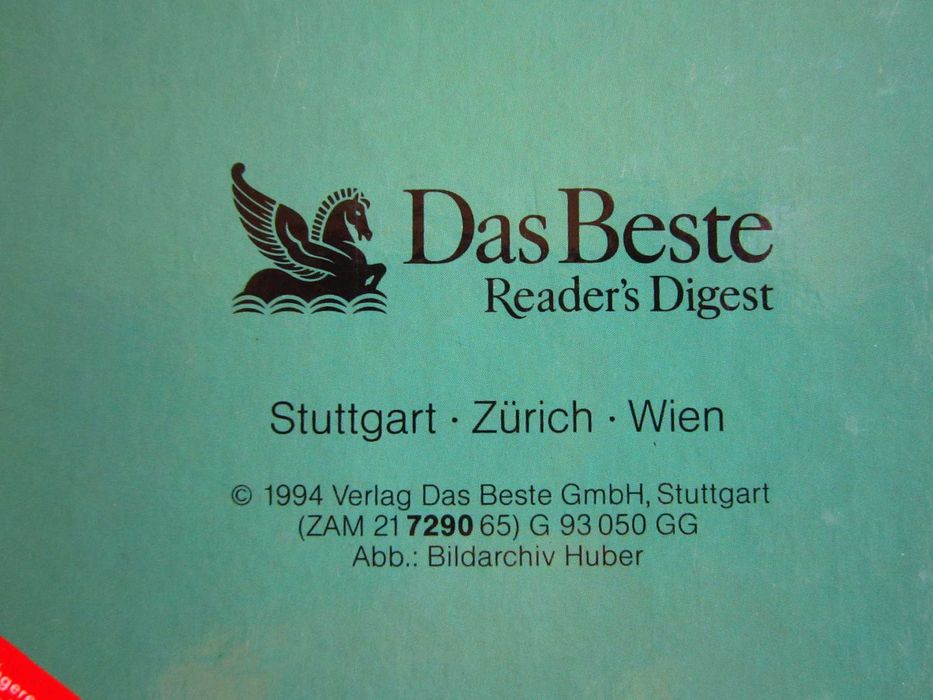 Das Beste
Reader's Digest
Stuttgart · Zürich · Wien
© 1994 Verlag Das Beste GmbH, Stuttgart
(ZAM 21 7290 65) G 93 050 GG
Abb.: Bildarchiv Huber